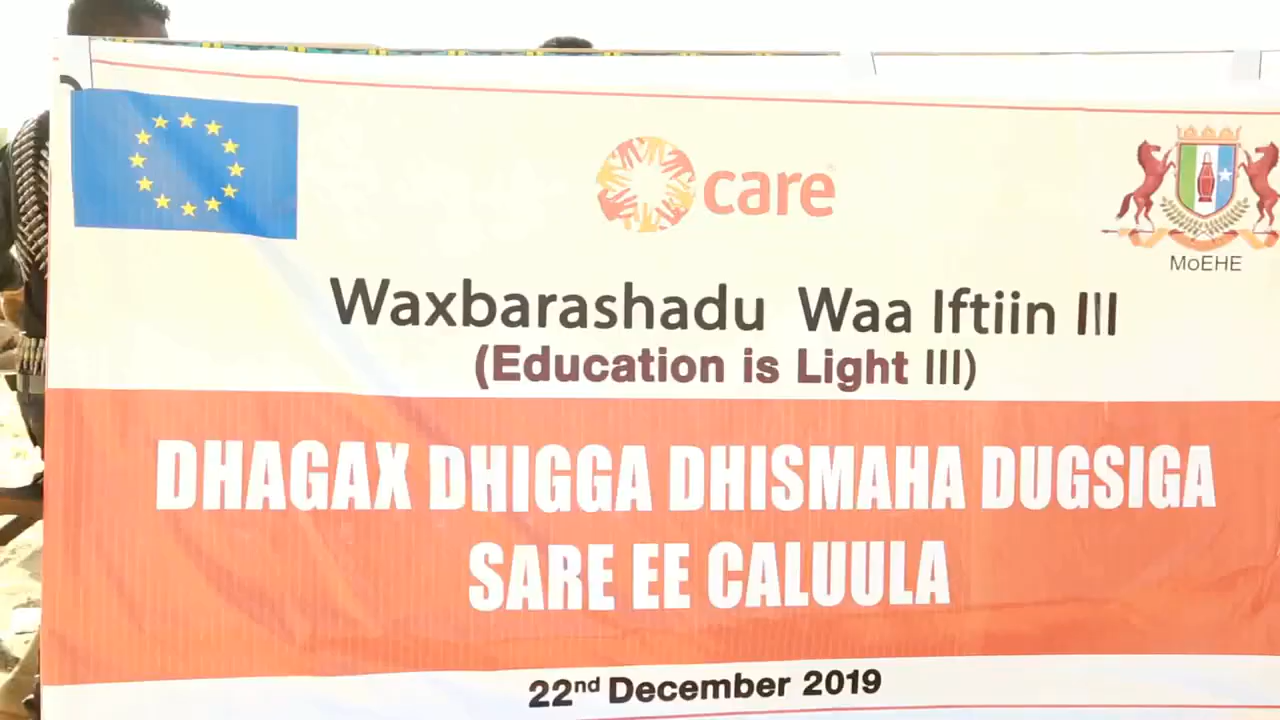 care
MoEHE
Waxbarashadu Waa Iftiin III
(Education is Light III)
DHAGAX DHIGGA DHISMAHA DUGSIGA
SARE EE CALUULA
22nd December 2019